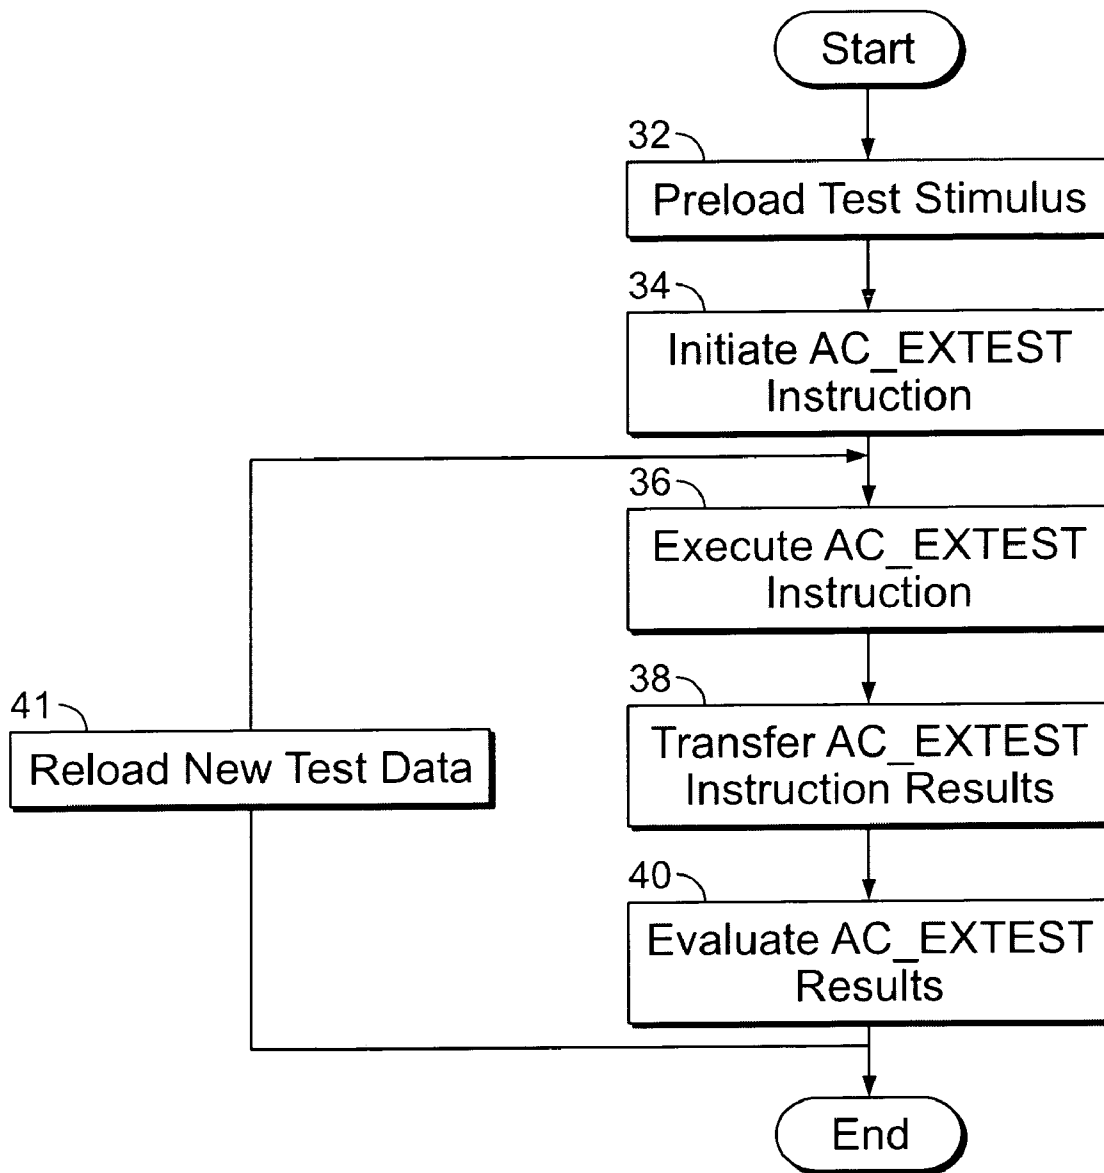 Start
32
Preload Test Stimulus
34
Initiate AC_EXTEST
Instruction
36
Execute AC_EXTEST
Instruction
38
Transfer AC_EXTEST
Instruction Results
41
Reload New Test Data
40
Evaluate AC_EXTEST
Results
End